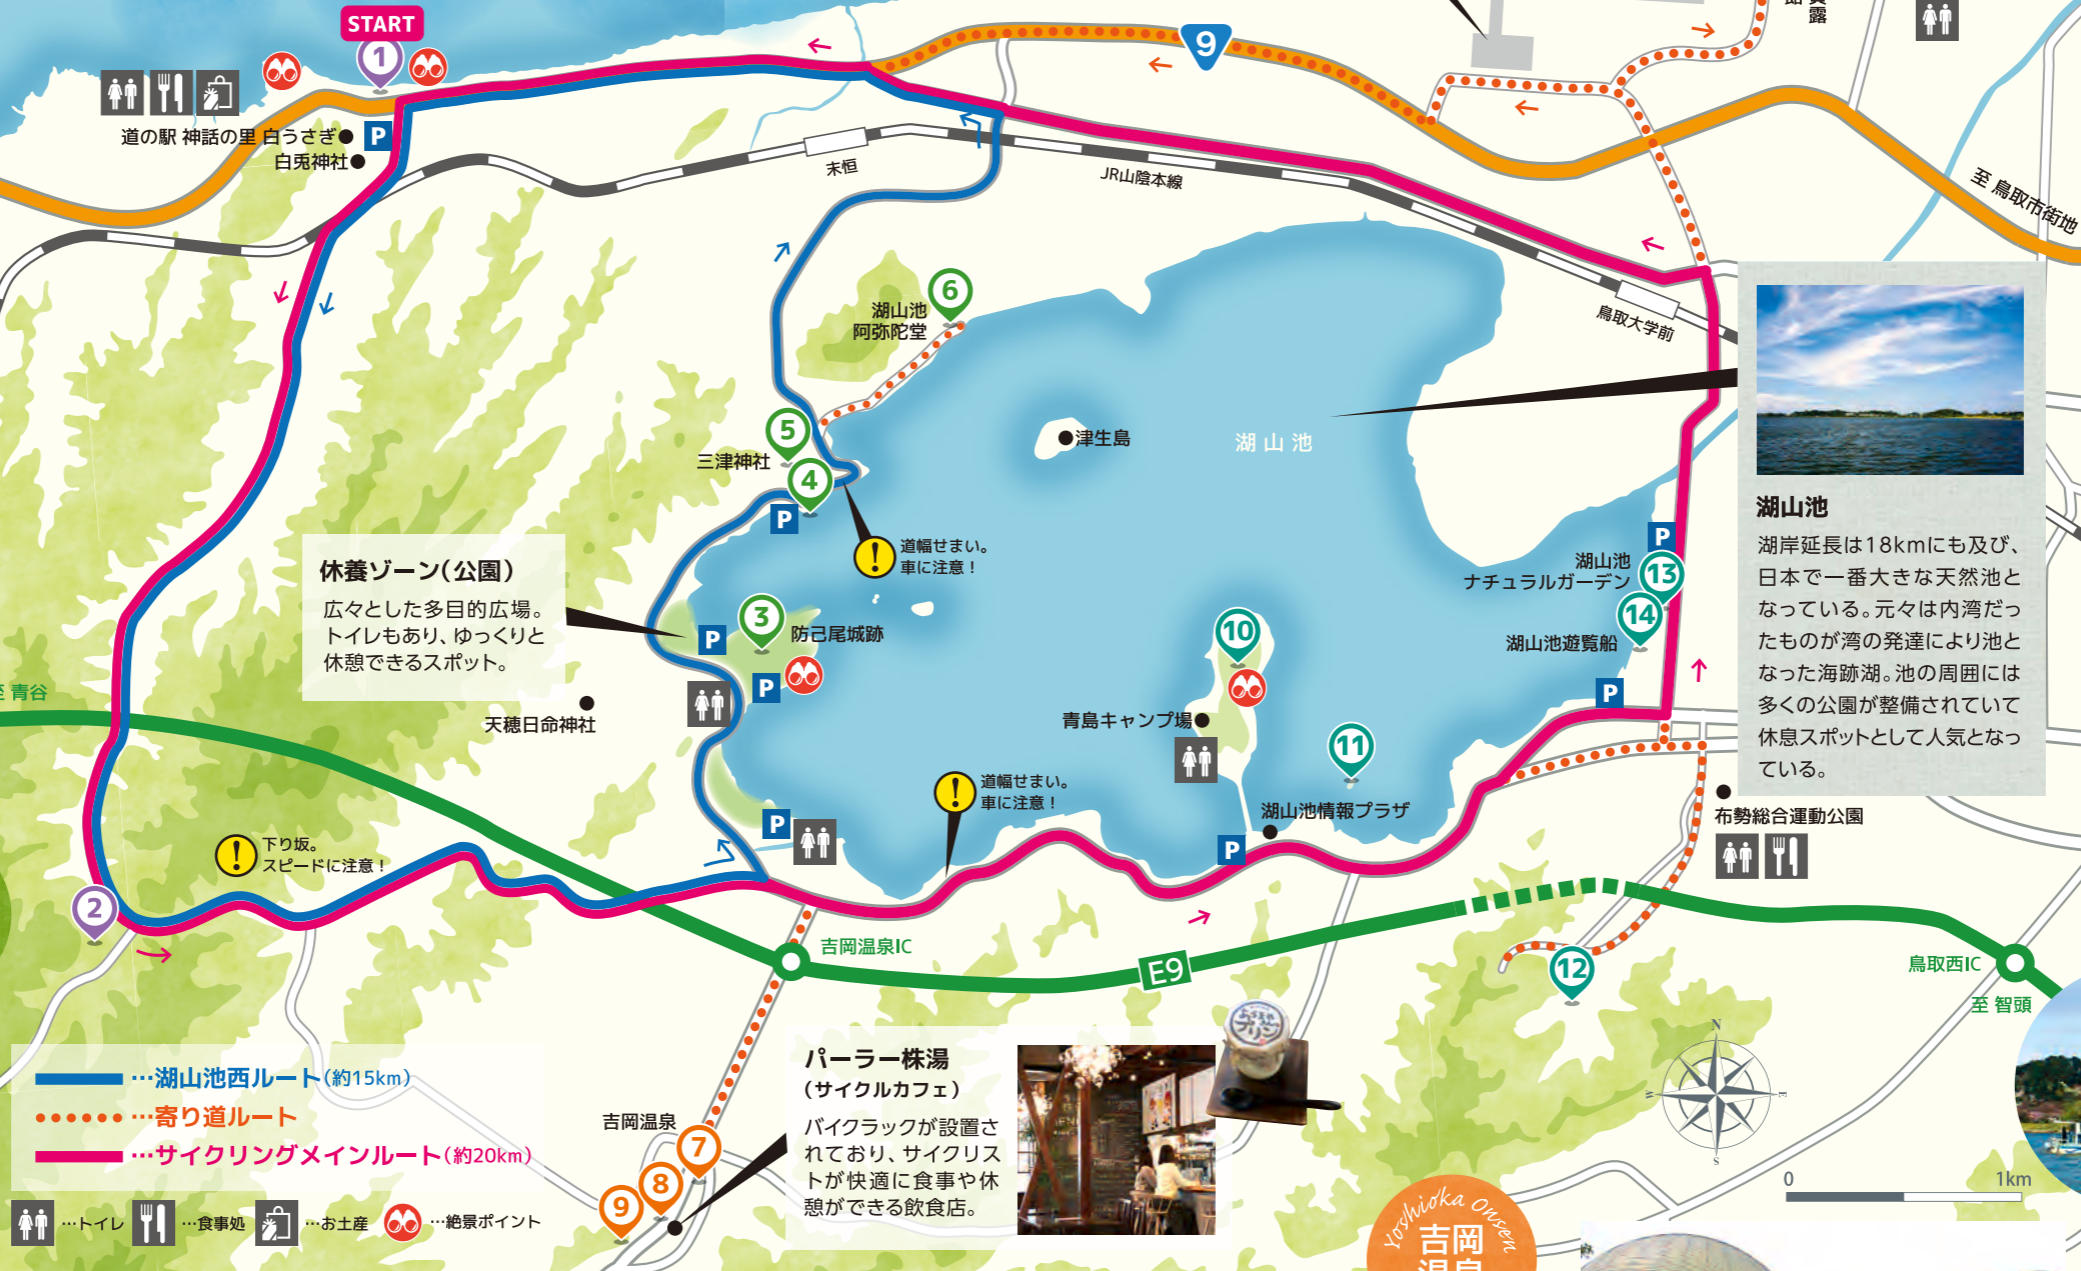 START
1
9
至 鳥取市街地
道の駅 神話の里 白うさぎ
P
白兎神社
末恒
JR山陰本線
鳥取大学前
6
湖山池
阿弥陀堂
5
三津神社
4
P
道幅せまい。
車に注意！
津生島
湖山池
湖山池
湖岸延長は18kmにも及び、
日本で一番大きな天然池と
なっている。元々は内湾だっ
たものが湾の発達により池と
なった海跡湖。池の周囲には
多くの公園が整備されていて
休息スポットとして人気となっ
ている。
休養ゾーン（公園）
広々とした多目的広場。
トイレもあり、ゆっくりと
休憩できるスポット。
P
3
防己尾城跡
P
天穂日命神社
至 青谷
P
湖山池
ナチュラルガーデン
13
14
湖山池遊覧船
P
10
青島キャンプ場
11
湖山池情報プラザ
P
道幅せまい。
車に注意！
P
布勢総合運動公園
下り坂。
スピードに注意！
2
吉岡温泉IC
E9
12
鳥取西IC
至 智頭
N
S
0
1km
パーラー株湯
（サイクルカフェ）
バイクラックが設置さ
れており、サイクリス
トが快適に食事や休
憩ができる飲食店。
吉岡温泉
7
8
9
…湖山池西ルート（約15km）
…寄り道ルート
…サイクリングメインルート（約20km）
…トイレ
…食事処
…お土産
…絶景ポイント
Yoshioka Onsen
吉岡
温泉